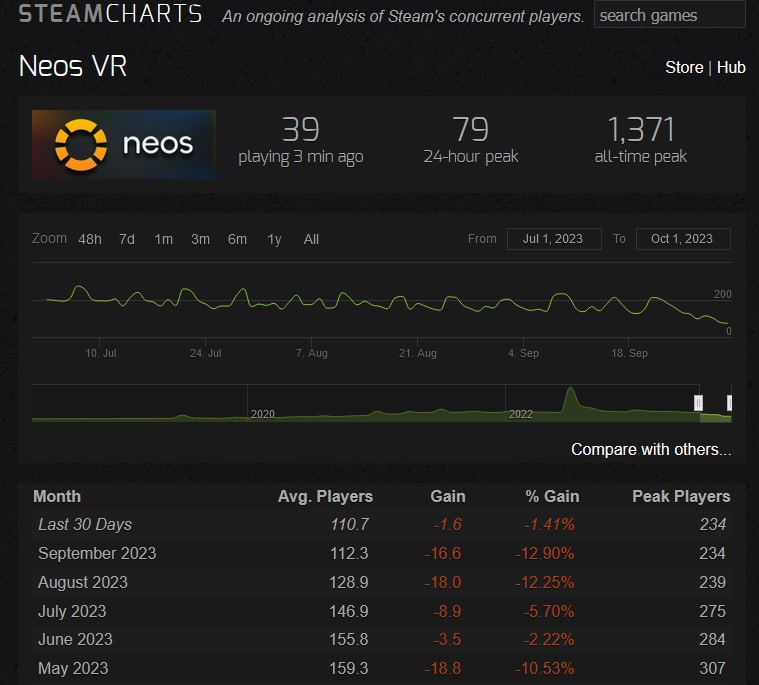 STEAMCHARTS An ongoing analysis of Steam's concurrent players. search games
Neos VR Store | Hub
neos 39 79 1,371
playing 3 min ago 24-hour peak all-time peak
Zoom 48h 7d 1m 3m 6m 1y All From Jul 1, 2023 To Oct 1, 2023
200
0
10. Jul 24. Jul 7. Aug 21. Aug 4. Sep 18. Sep
2020 2022
Compare with others...
Month Avg. Players Gain % Gain Peak Players
Last 30 Days 110.7 -1.6 -1.41% 234
September 2023 112.3 -16.6 -12.90% 234
August 2023 128.9 -18.0 -12.25% 239
July 2023 146.9 -8.9 -5.70% 275
June 2023 155.8 -3.5 -2.22% 284
May 2023 159.3 -18.8 -10.53% 307